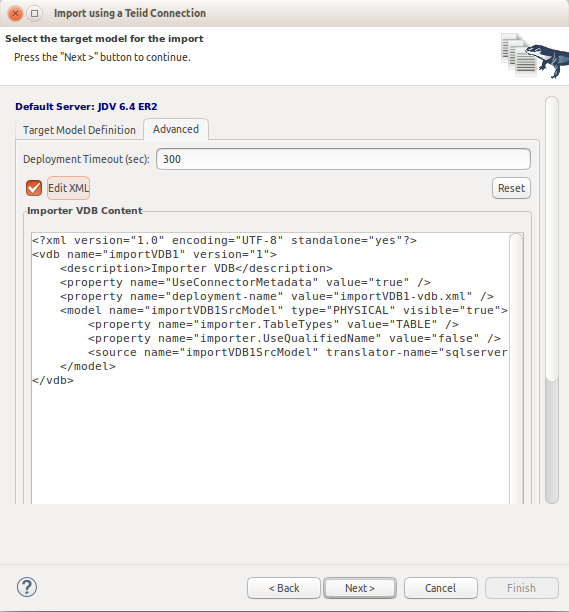 Import using a Teiid Connection
Select the target model for the import
Press the "Next >" button to continue.
Default Server: JDV 6.4 ER2
Target Model Definition
Advanced
Deployment Timeout (sec):
300
Edit XML
Reset
Importer VDB Content
<?xml version="1.0" encoding="UTF-8" standalone="yes"?>
<vdb name="importVDB1" version="1">
    <description>Importer VDB</description>
    <property name="UseConnectorMetadata" value="true" />
    <property name="deployment-name" value="importVDB1-vdb.xml" />
    <model name="importVDB1SrcModel" type="PHYSICAL" visible="true">
        <property name="importer.TableTypes" value="TABLE" />
        <property name="importer.UseQualifiedName" value="false" />
        <source name="importVDB1SrcModel" translator-name="sqlserver
    </model>
</vdb>
?
< Back
Next >
Cancel
Finish